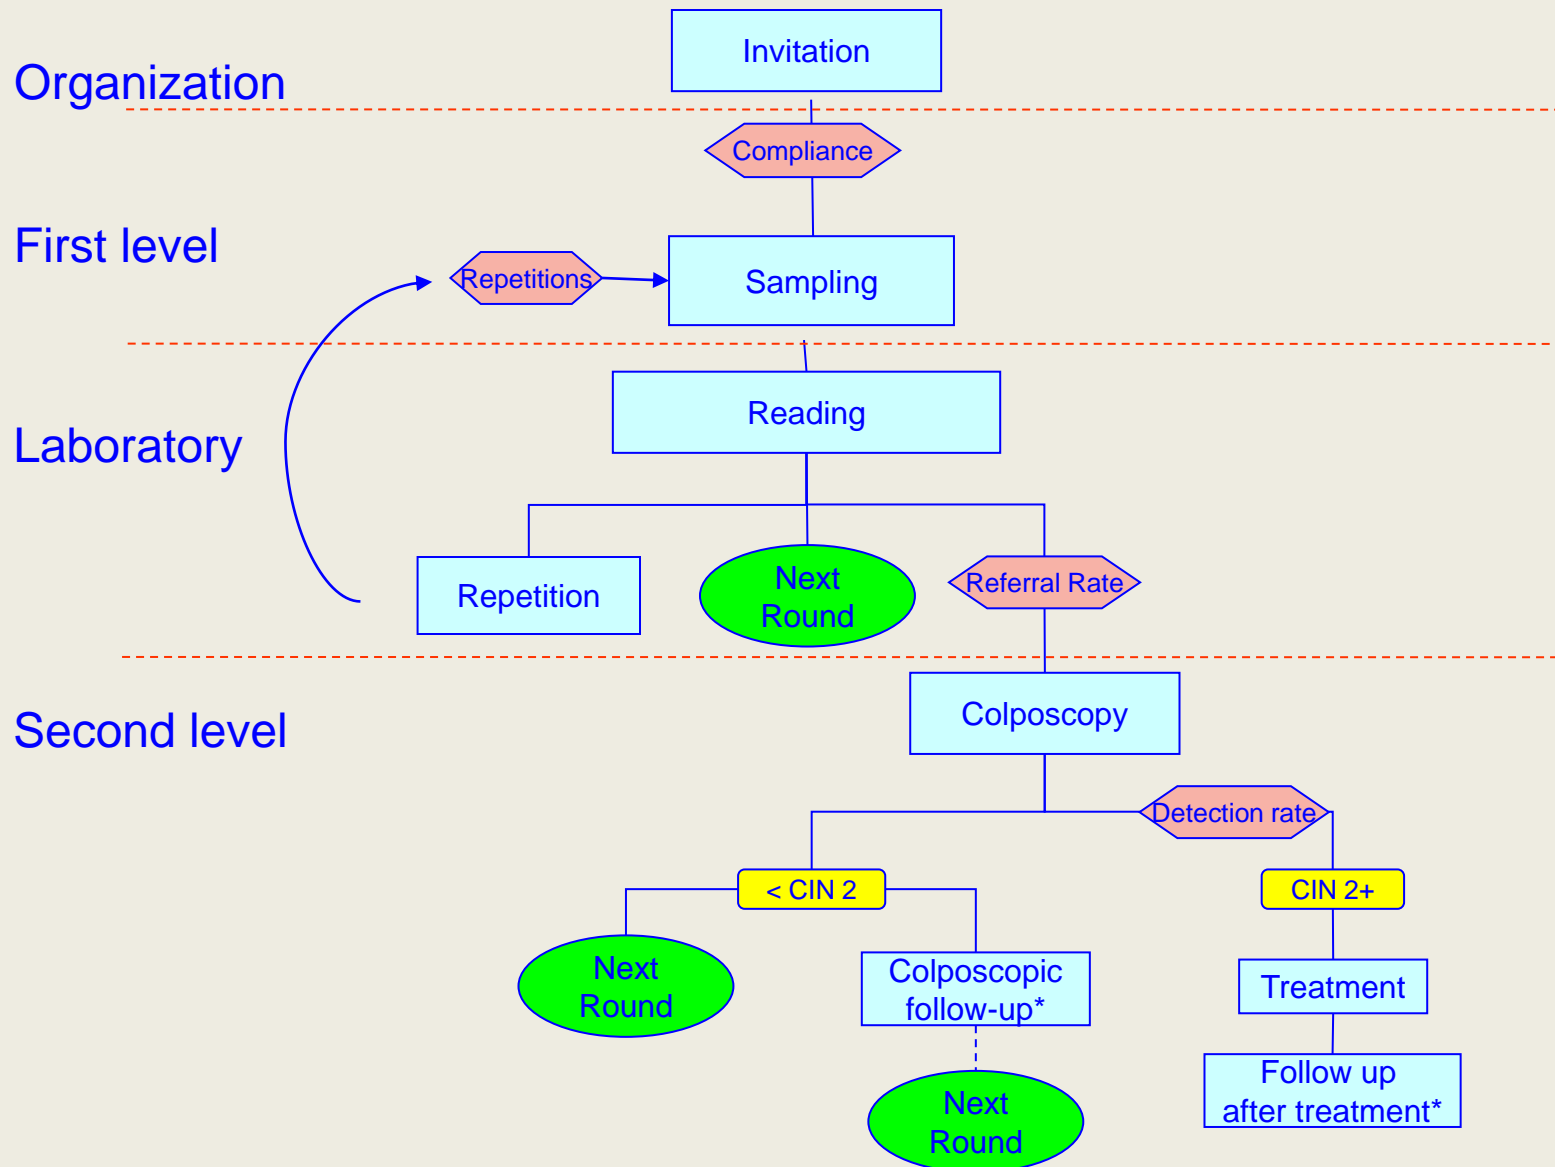 Invitation
Organization
Compliance
First level
Repetitions
Sampling
Reading
Laboratory
Repetition
Next
Round
Referral Rate
Second level
Colposcopy
Detection rate
< CIN 2
CIN 2+
Next
Round
Colposcopic
follow-up*
Treatment
Follow up
after treatment*
Next
Round